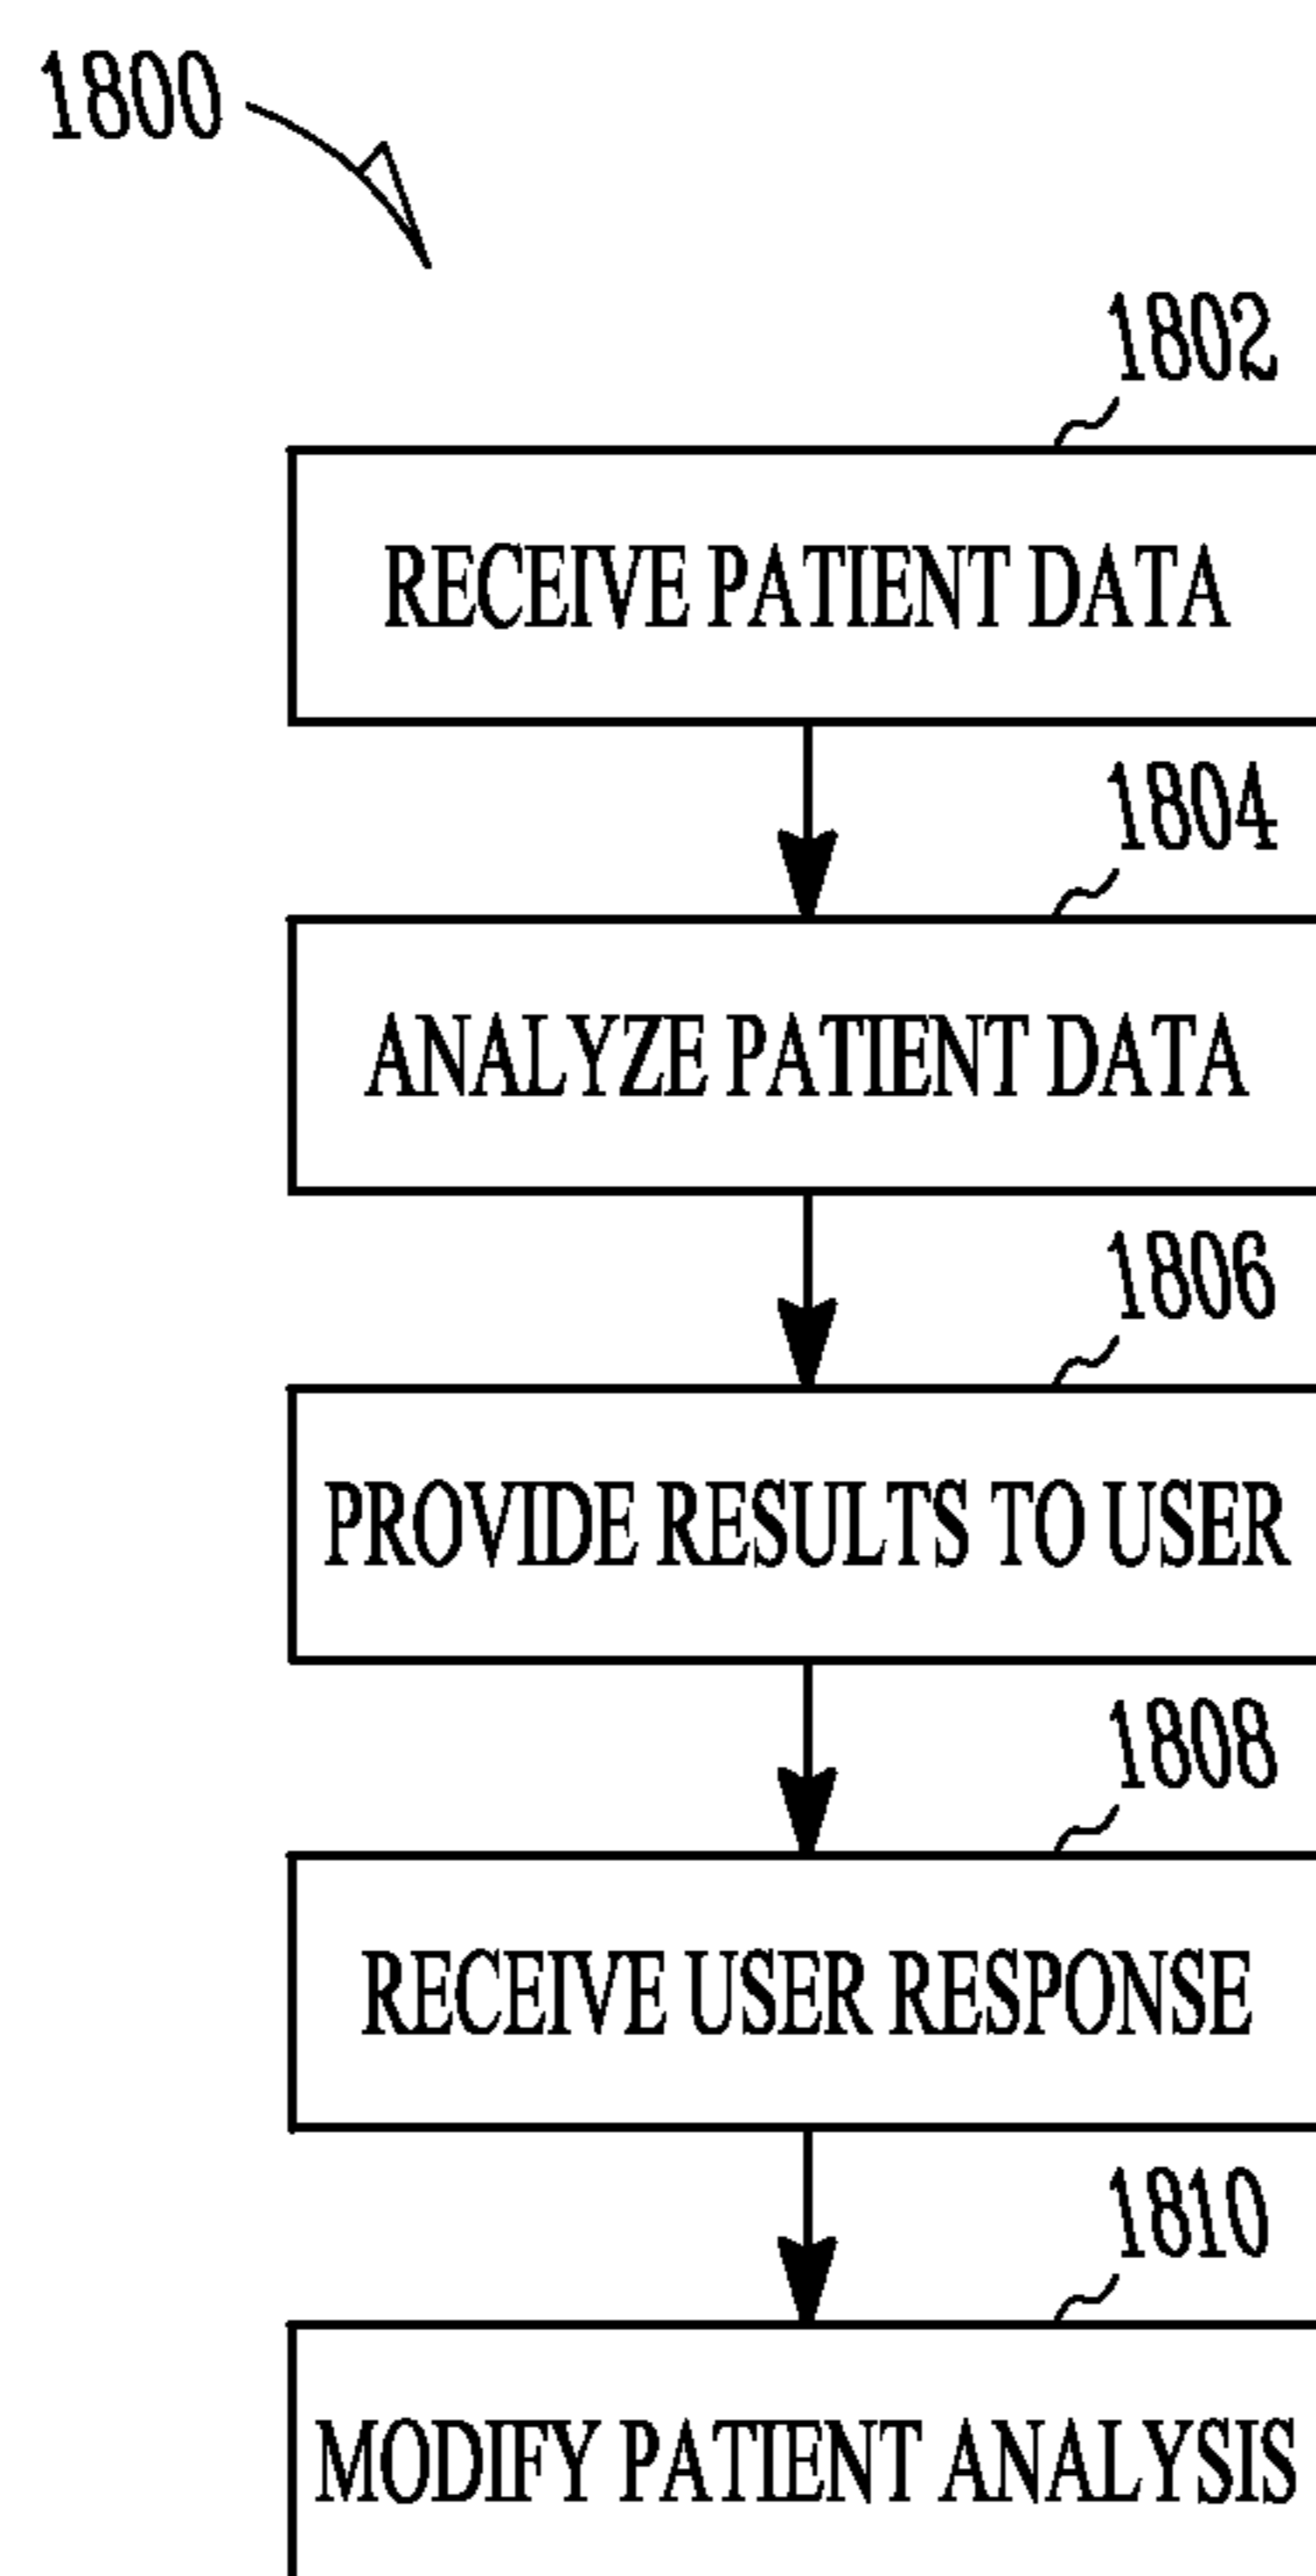 1800
1802
RECEIVE PATIENT DATA
1804
ANALYZE PATIENT DATA
1806
PROVIDE RESULTS TO USER
1808
RECEIVE USER RESPONSE
1810
MODIFY PATIENT ANALYSIS